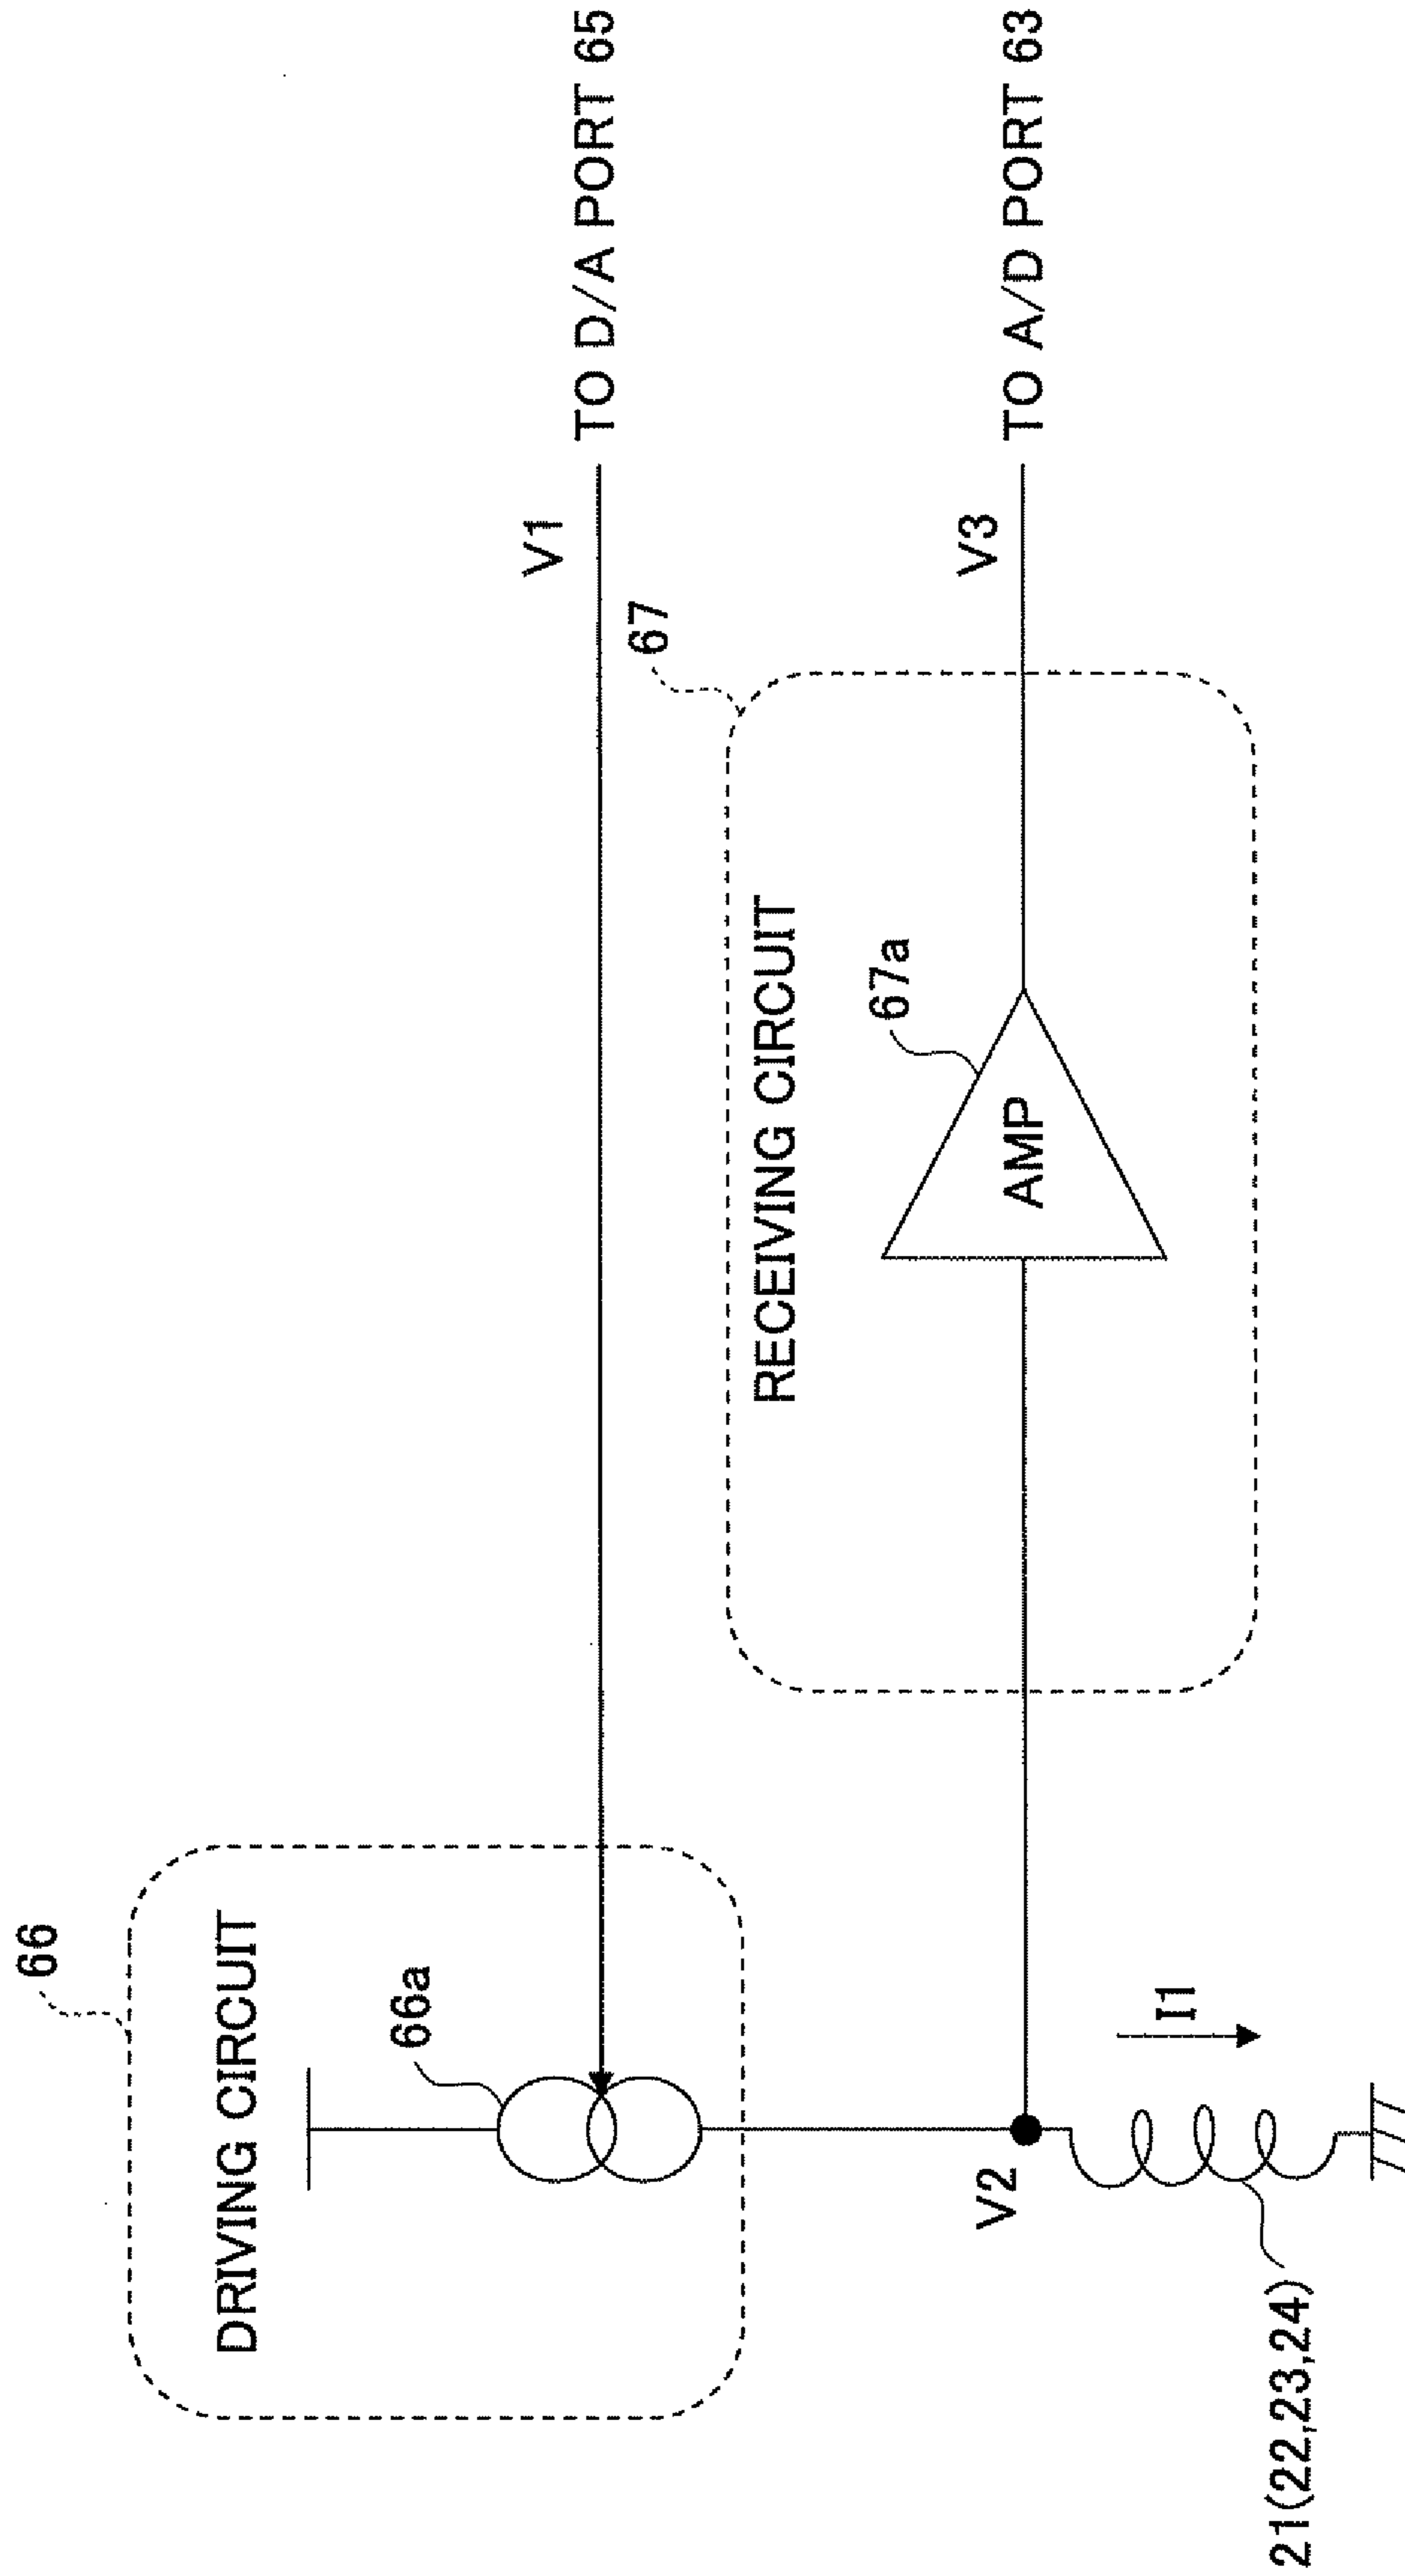 66
DRIVING CIRCUIT
66a
V1
TO D/A PORT 65
67
RECEIVING CIRCUIT
67a
AMP
V3
TO A/D PORT 63
V2
I1
21(22,23,24)